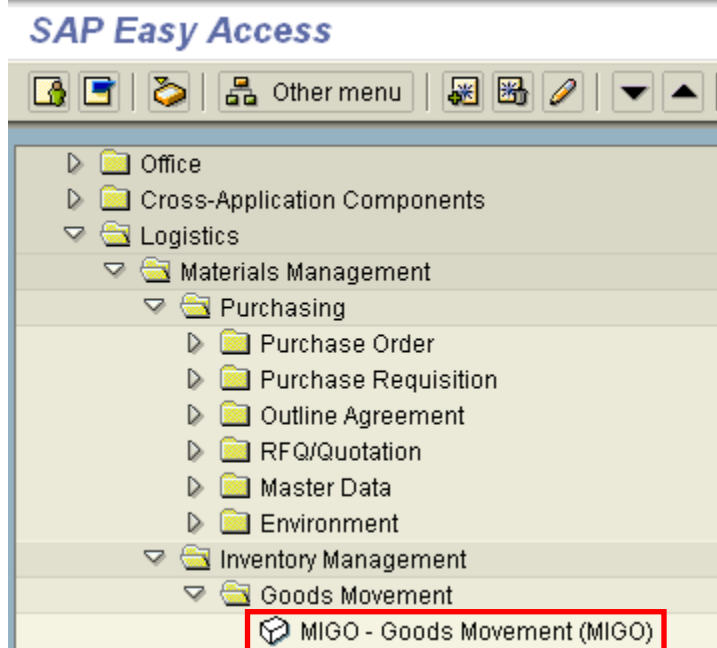 SAP Easy Access
Other menu
Office
Cross-Application Components
Logistics
Materials Management
Purchasing
Purchase Order
Purchase Requisition
Outline Agreement
RFQ/Quotation
Master Data
Environment
Inventory Management
Goods Movement
MIGO - Goods Movement (MIGO)